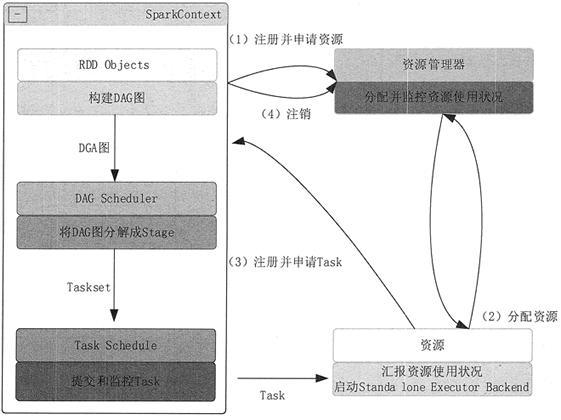 SparkContext
RDD Objects
构建DAG图
DGA图
DAG Scheduler
将DAG图分解成Stage
Taskset
Task Schedule
提交和监控Task
(1)注册并申请资源
(4)注销
资源管理器
分配并监控资源使用状况
(3)注册并申请Task
(2)分配资源
资源
汇报资源使用状况
启动Standa lone Executor Backend
Task